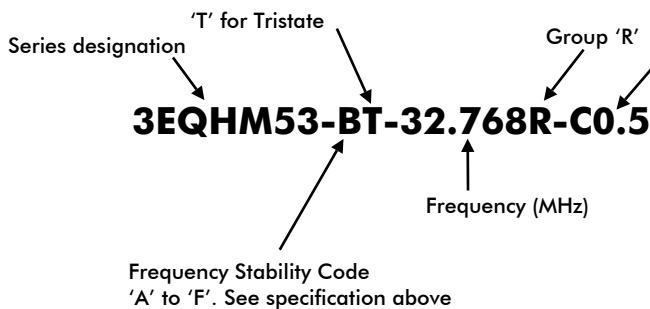 ‘T’ for Tristate
Series designation
Group ‘R’
3EQHM53-BT-32.768R-C0.5
Frequency (MHz)
Frequency Stability Code
‘A’ to ‘F’. See specification above